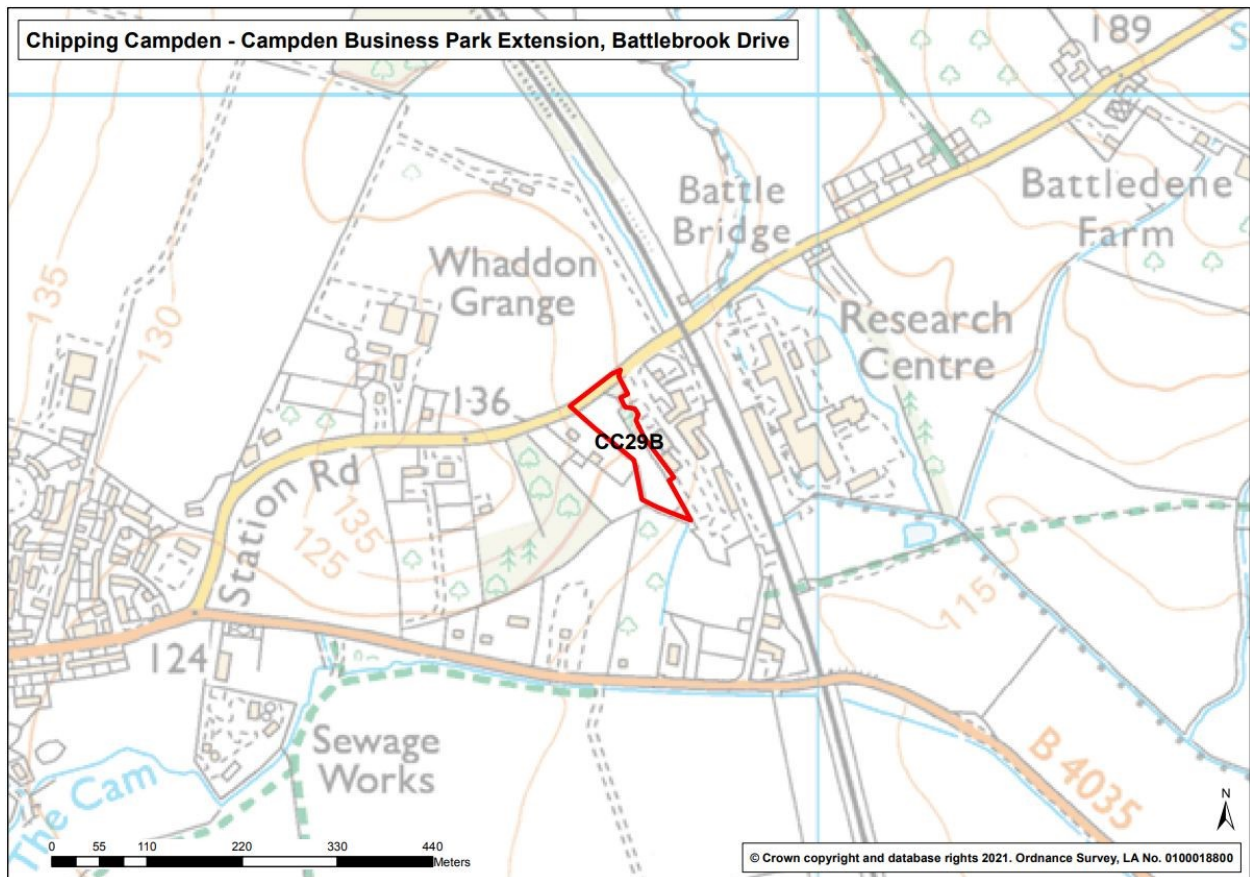 Chipping Campden - Campden Business Park Extension, Battlebrook Drive
189
S
Battle
Bridge
Battledene
Farm
135
130
Whaddon
Grange
Research
Centre
136
CC29B
Station Rd
135
125
115
124
Sewage
Works
The Cam
B 4035
N
0 55 110 220 330 440
Meters
© Crown copyright and database rights 2021. Ordnance Survey, LA No. 0100018800